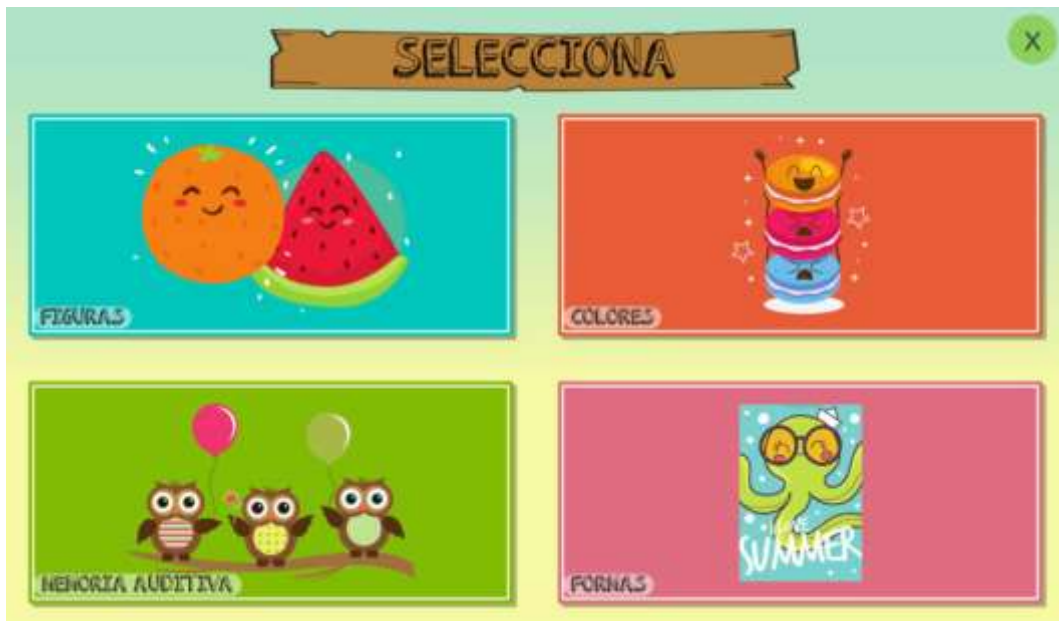 SELECCIONA
X
FIGURAS
COLORES
I LOVE
SUMMER
MEMORIA AUDITIVA
FORMAS